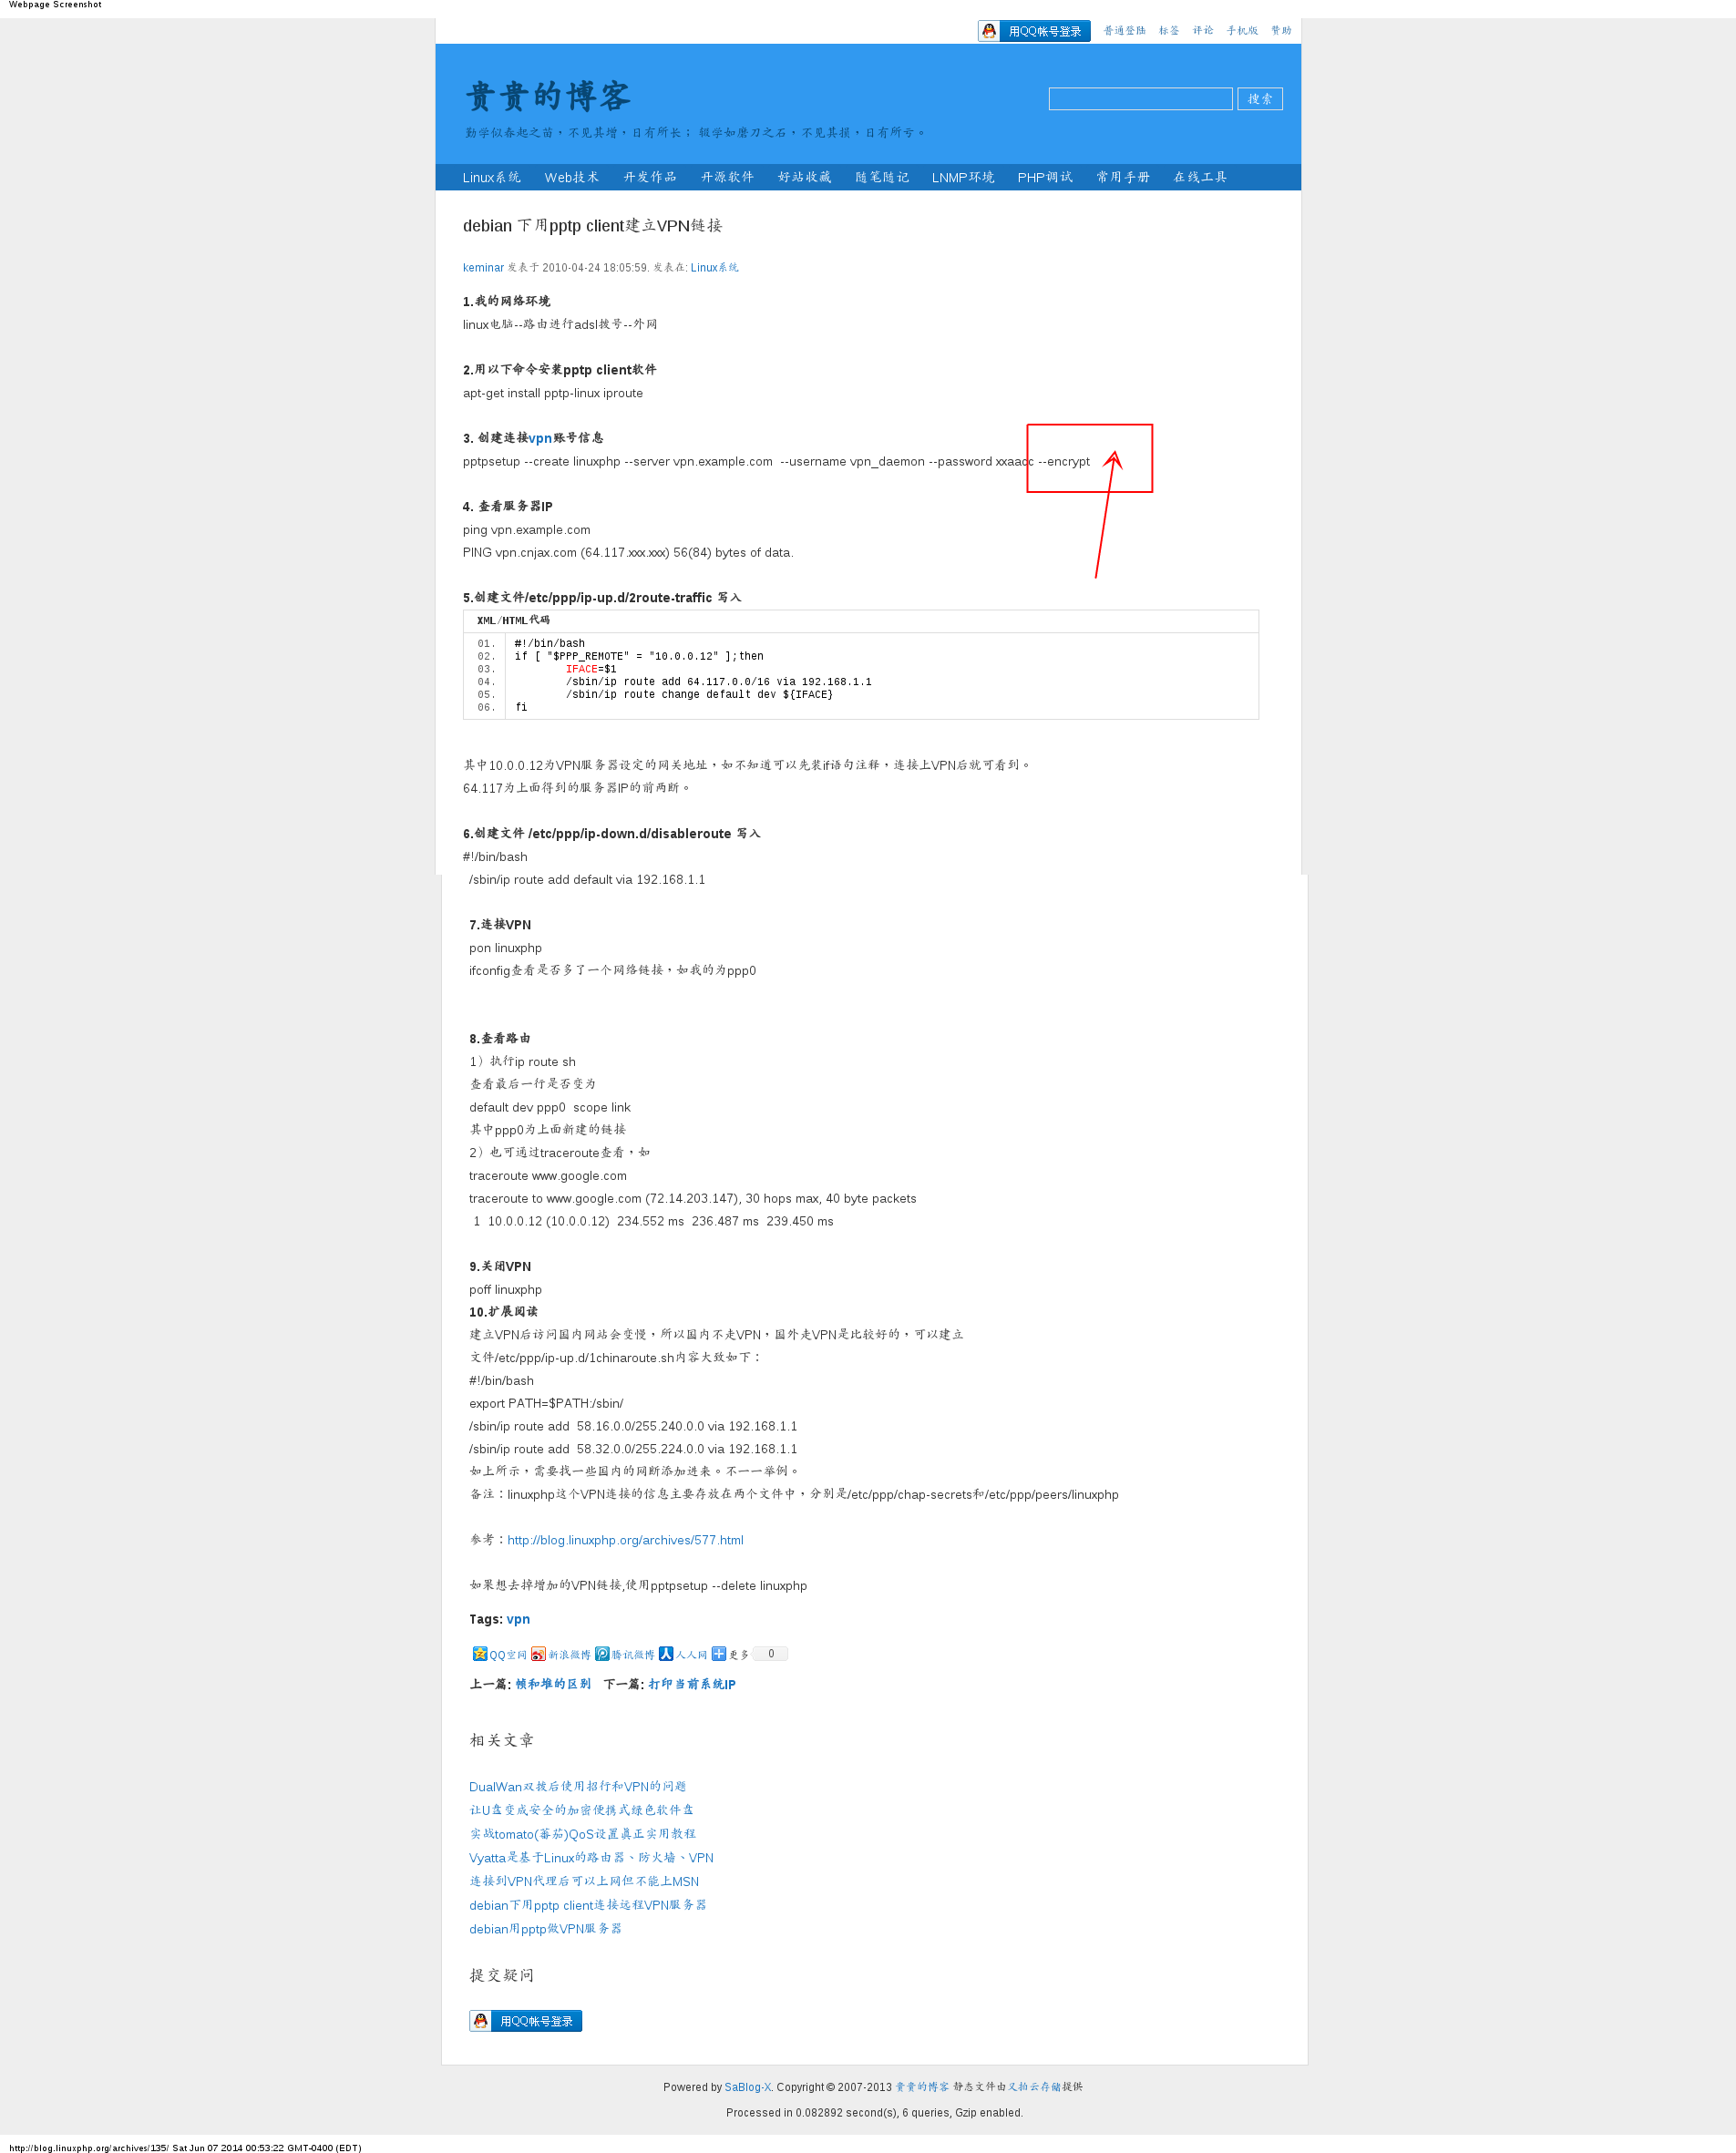 Webpage Screenshot
用QQ帐号登录 普通登陆 标签 评论 手机版 赞助
贵贵的博客
搜索
勤学似春起之苗，不见其增，日有所长； 辍学如磨刀之石，不见其损，日有所亏。
Linux系统 Web技术 开发作品 开源软件 好站收藏 随笔随记 LNMP环境 PHP调试 常用手册 在线工具
debian 下用pptp client建立VPN链接
keminar 发表于 2010-04-24 18:05:59. 发表在: Linux系统
1.我的网络环境
linux电脑--路由进行adsl拨号--外网
2.用以下命令安装pptp client软件
apt-get install pptp-linux iproute
3. 创建连接vpn账号信息
pptpsetup --create linuxphp --server vpn.example.com  --username vpn_daemon --password xxaadc --encrypt
4. 查看服务器IP
ping vpn.example.com
PING vpn.cnjax.com (64.117.xxx.xxx) 56(84) bytes of data.
5.创建文件/etc/ppp/ip-up.d/2route-traffic 写入
XML/HTML代码
01. #!/bin/bash
02. if [ "$PPP_REMOTE" = "10.0.0.12" ];then
03.         IFACE=$1
04.         /sbin/ip route add 64.117.0.0/16 via 192.168.1.1
05.         /sbin/ip route change default dev ${IFACE}
06. fi
其中10.0.0.12为VPN服务器设定的网关地址，如不知道可以先装if语句注释，连接上VPN后就可看到。
64.117为上面得到的服务器IP的前两断。
6.创建文件 /etc/ppp/ip-down.d/disableroute 写入
#!/bin/bash
/sbin/ip route add default via 192.168.1.1
7.连接VPN
pon linuxphp
ifconfig查看是否多了一个网络链接，如我的为ppp0
8.查看路由
1）执行ip route sh
查看最后一行是否变为
default dev ppp0  scope link
其中ppp0为上面新建的链接
2）也可通过traceroute查看，如
traceroute www.google.com
traceroute to www.google.com (72.14.203.147), 30 hops max, 40 byte packets
1  10.0.0.12 (10.0.0.12)  234.552 ms  236.487 ms  239.450 ms
9.关闭VPN
poff linuxphp
10.扩展阅读
建立VPN后访问国内网站会变慢，所以国内不走VPN，国外走VPN是比较好的，可以建立
文件/etc/ppp/ip-up.d/1chinaroute.sh内容大致如下：
#!/bin/bash
export PATH=$PATH:/sbin/
/sbin/ip route add  58.16.0.0/255.240.0.0 via 192.168.1.1
/sbin/ip route add  58.32.0.0/255.224.0.0 via 192.168.1.1
如上所示，需要找一些国内的网断添加进来。不一一举例。
备注：linuxphp这个VPN连接的信息主要存放在两个文件中，分别是/etc/ppp/chap-secrets和/etc/ppp/peers/linuxphp
参考：http://blog.linuxphp.org/archives/577.html
如果想去掉增加的VPN链接,使用pptpsetup --delete linuxphp
Tags: vpn
QQ空间 新浪微博 腾讯微博 人人网 更多 0
上一篇: 帧和堆的区别  下一篇: 打印当前系统IP
相关文章
DualWan双拨后使用招行和VPN的问题
让U盘变成安全的加密便携式绿色软件盘
实战tomato(蕃茄)QoS设置真正实用教程
Vyatta是基于Linux的路由器、防火墙、VPN
连接到VPN代理后可以上网但不能上MSN
debian下用pptp client连接远程VPN服务器
debian用pptp做VPN服务器
提交疑问
用QQ帐号登录
Powered by SaBlog-X. Copyright © 2007-2013 贵贵的博客 静态文件由又拍云存储提供
Processed in 0.082892 second(s), 6 queries, Gzip enabled.
http://blog.linuxphp.org/archives/135/ Sat Jun 07 2014 00:53:22 GMT-0400 (EDT)